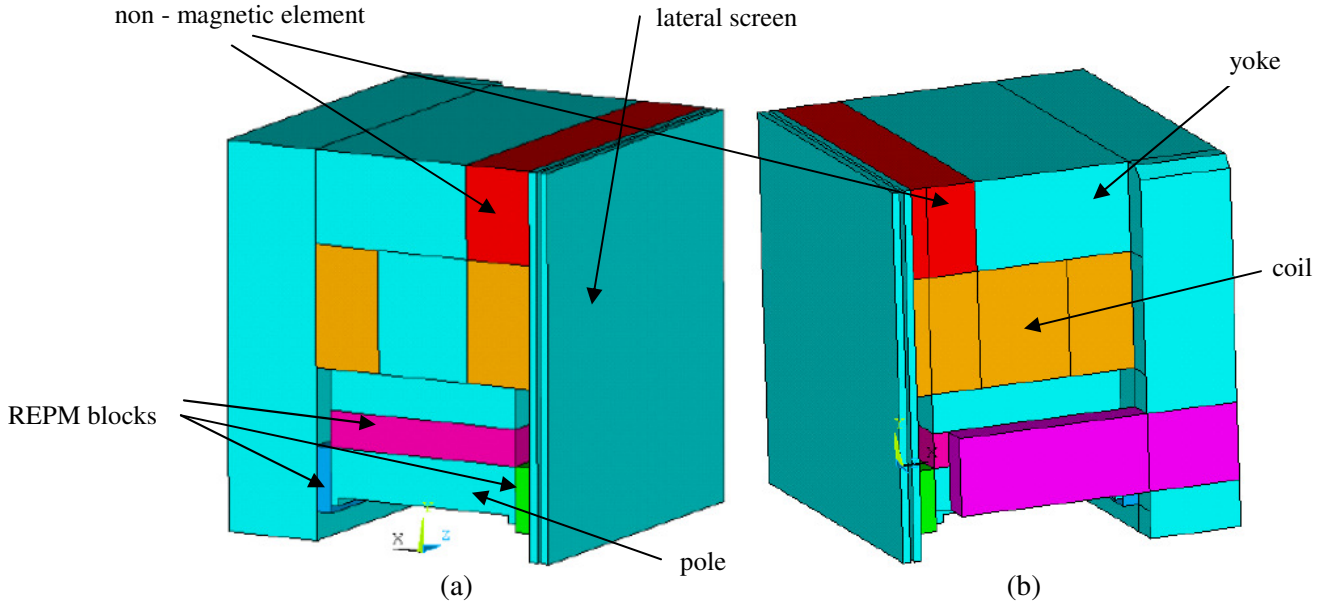 non - magnetic element
lateral screen
yoke
coil
REPM blocks
Y
X
Z
Y
X
pole
(a)
(b)